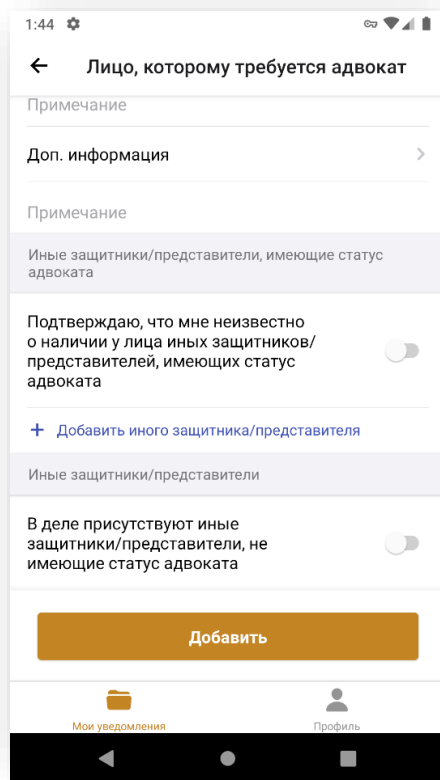 1:44
Лицо, которому требуется адвокат
Примечание
Доп. информация
Примечание
Иные защитники/представители, имеющие статус
адвоката
Подтверждаю, что мне неизвестно
о наличии у лица иных защитников/
представителей, имеющих статус
адвоката
+ Добавить иного защитника/представителя
Иные защитники/представители
В деле присутствуют иные
защитники/представители, не
имеющие статус адвоката
Добавить
Мои уведомления
Профиль